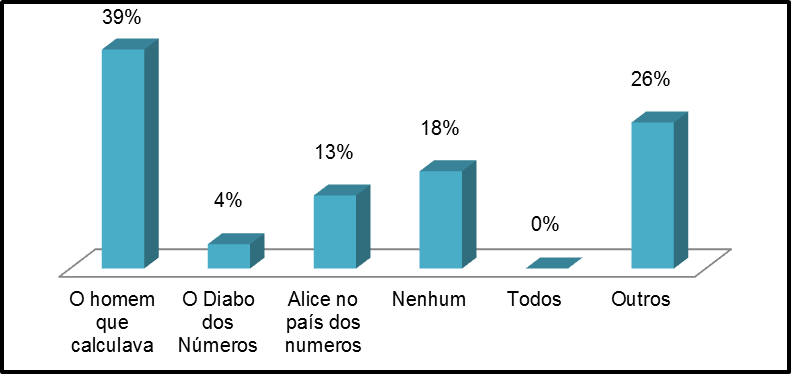 39%
4%
13%
18%
0%
26%
O homem
que
calculava
O Diabo
dos
Números
Alice no
país dos
numeros
Nenhum
Todos
Outros